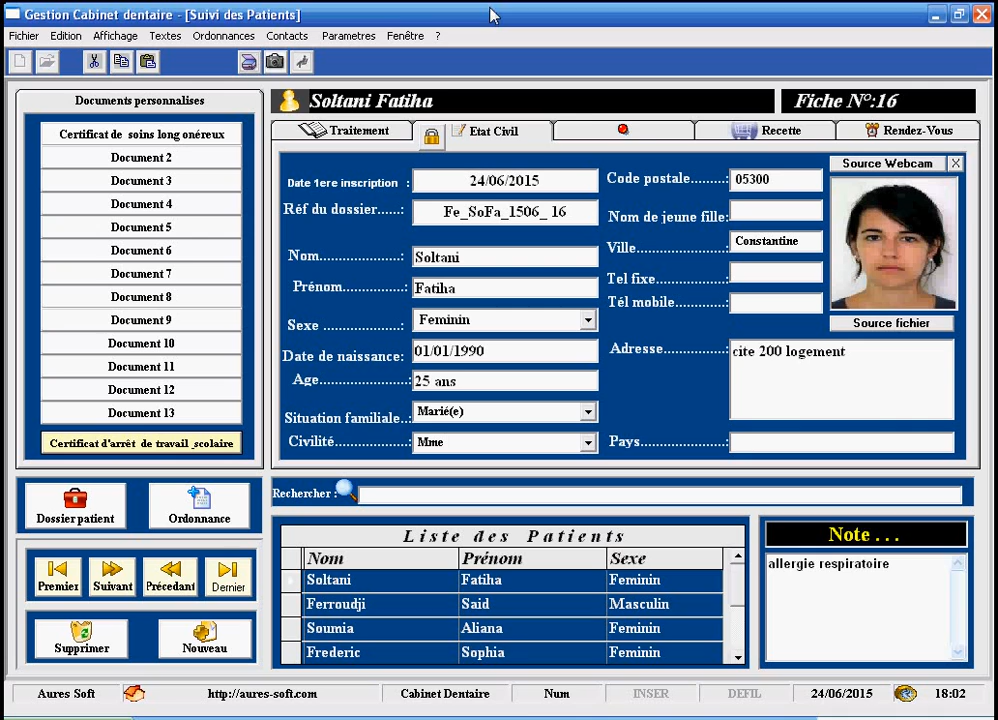 Gestion Cabinet dentaire - [Suivi des Patients]
Fichier Edition Affichage Textes Ordonnances Contacts Parametres Fenêtre ?
Documents personnalises
Certificat de soins long onéreux
Document 2
Document 3
Document 4
Document 5
Document 6
Document 7
Document 8
Document 9
Document 10
Document 11
Document 12
Document 13
Certificat d'arrêt de travail _scolaire
Soltani Fatiha
Fiche N°:16
Traitement
Etat Civil
Recette
Rendez-Vous
Date 1ere inscription : 24/06/2015
Réf du dossier......: Fe_SoFa_1506_ 16
Nom...................: Soltani
Prénom...............: Fatiha
Sexe ..................: Feminin
Date de naissance: 01/01/1990
Age.....................: 25 ans
Situation familiale..: Marié(e)
Civilité................: Mme
Code postale........: 05300
Nom de jeune fille:
Ville...................: Constantine
Tel fixe................:
Tél mobile............:
Adresse...............: cite 200 logement
Pays....................:
Source Webcam X
Source fichier
Rechercher :
Dossier patient
Ordonnance
Premier
Suivant
Précedant
Dernier
Supprimer
Nouveau
Liste des Patients
Nom Prénom Sexe
Soltani Fatiha Feminin
Ferroudji Said Masculin
Soumia Aliana Feminin
Frederic Sophia Feminin
Note . . .
allergie respiratoire
Aures Soft http://aures-soft.com Cabinet Dentaire Num INSER DEFIL 24/06/2015 18:02